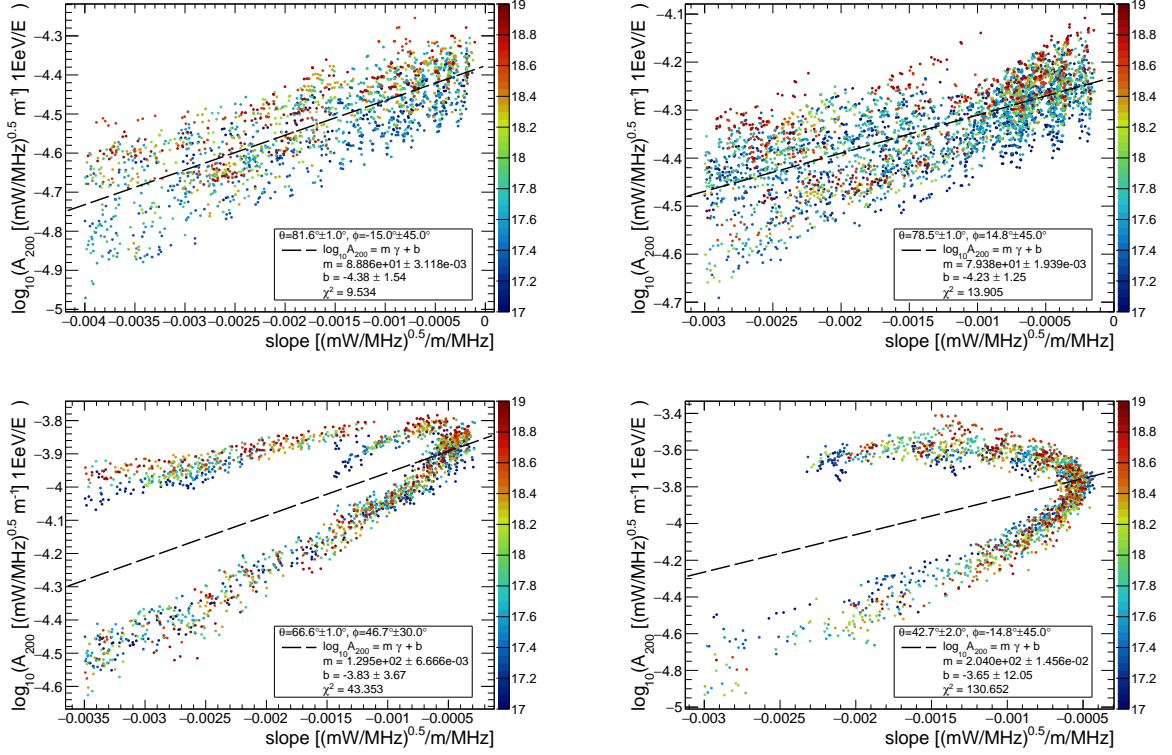 −4.3
−4.4
−4.5
−4.6
−4.7
−4.8
−4.9
−5
log₁₀(A₂₀₀ [(mW/MHz)^0.5 m⁻¹] 1EeV/E )
−0.004 −0.0035 −0.003 −0.0025 −0.002 −0.0015 −0.001 −0.0005 0
slope [(mW/MHz)^0.5/m/MHz]
θ=81.6°±1.0°, ϕ=-15.0°±45.0°
log₁₀A₂₀₀ = m γ + b
m = 8.886e+01 ± 3.118e-03
b = -4.38 ± 1.54
χ² = 9.534
19
18.8
18.6
18.4
18.2
18
17.8
17.6
17.4
17.2
17
−4.1
−4.2
−4.3
−4.4
−4.5
−4.6
−4.7
log₁₀(A₂₀₀ [(mW/MHz)^0.5 m⁻¹] 1EeV/E )
−0.003 −0.0025 −0.002 −0.0015 −0.001 −0.0005 0
slope [(mW/MHz)^0.5/m/MHz]
θ=78.5°±1.0°, ϕ=14.8°±45.0°
log₁₀A₂₀₀ = m γ + b
m = 7.938e+01 ± 1.939e-03
b = -4.23 ± 1.25
χ² = 13.905
19
18.8
18.6
18.4
18.2
18
17.8
17.6
17.4
17.2
17
−3.8
−3.9
−4
−4.1
−4.2
−4.3
−4.4
−4.5
−4.6
log₁₀(A₂₀₀ [(mW/MHz)^0.5 m⁻¹] 1EeV/E )
−0.0035 −0.003 −0.0025 −0.002 −0.0015 −0.001 −0.0005
slope [(mW/MHz)^0.5/m/MHz]
θ=66.6°±1.0°, ϕ=46.7°±30.0°
log₁₀A₂₀₀ = m γ + b
m = 1.295e+02 ± 6.666e-03
b = -3.83 ± 3.67
χ² = 43.353
19
18.8
18.6
18.4
18.2
18
17.8
17.6
17.4
17.2
17
−3.4
−3.6
−3.8
−4
−4.2
−4.4
−4.6
−4.8
−5
log₁₀(A₂₀₀ [(mW/MHz)^0.5 m⁻¹] 1EeV/E )
−0.003 −0.0025 −0.002 −0.0015 −0.001 −0.0005
slope [(mW/MHz)^0.5/m/MHz]
θ=42.7°±2.0°, ϕ=-14.8°±45.0°
log₁₀A₂₀₀ = m γ + b
m = 2.040e+02 ± 1.456e-02
b = -3.65 ± 12.05
χ² = 130.652
19
18.8
18.6
18.4
18.2
18
17.8
17.6
17.4
17.2
17